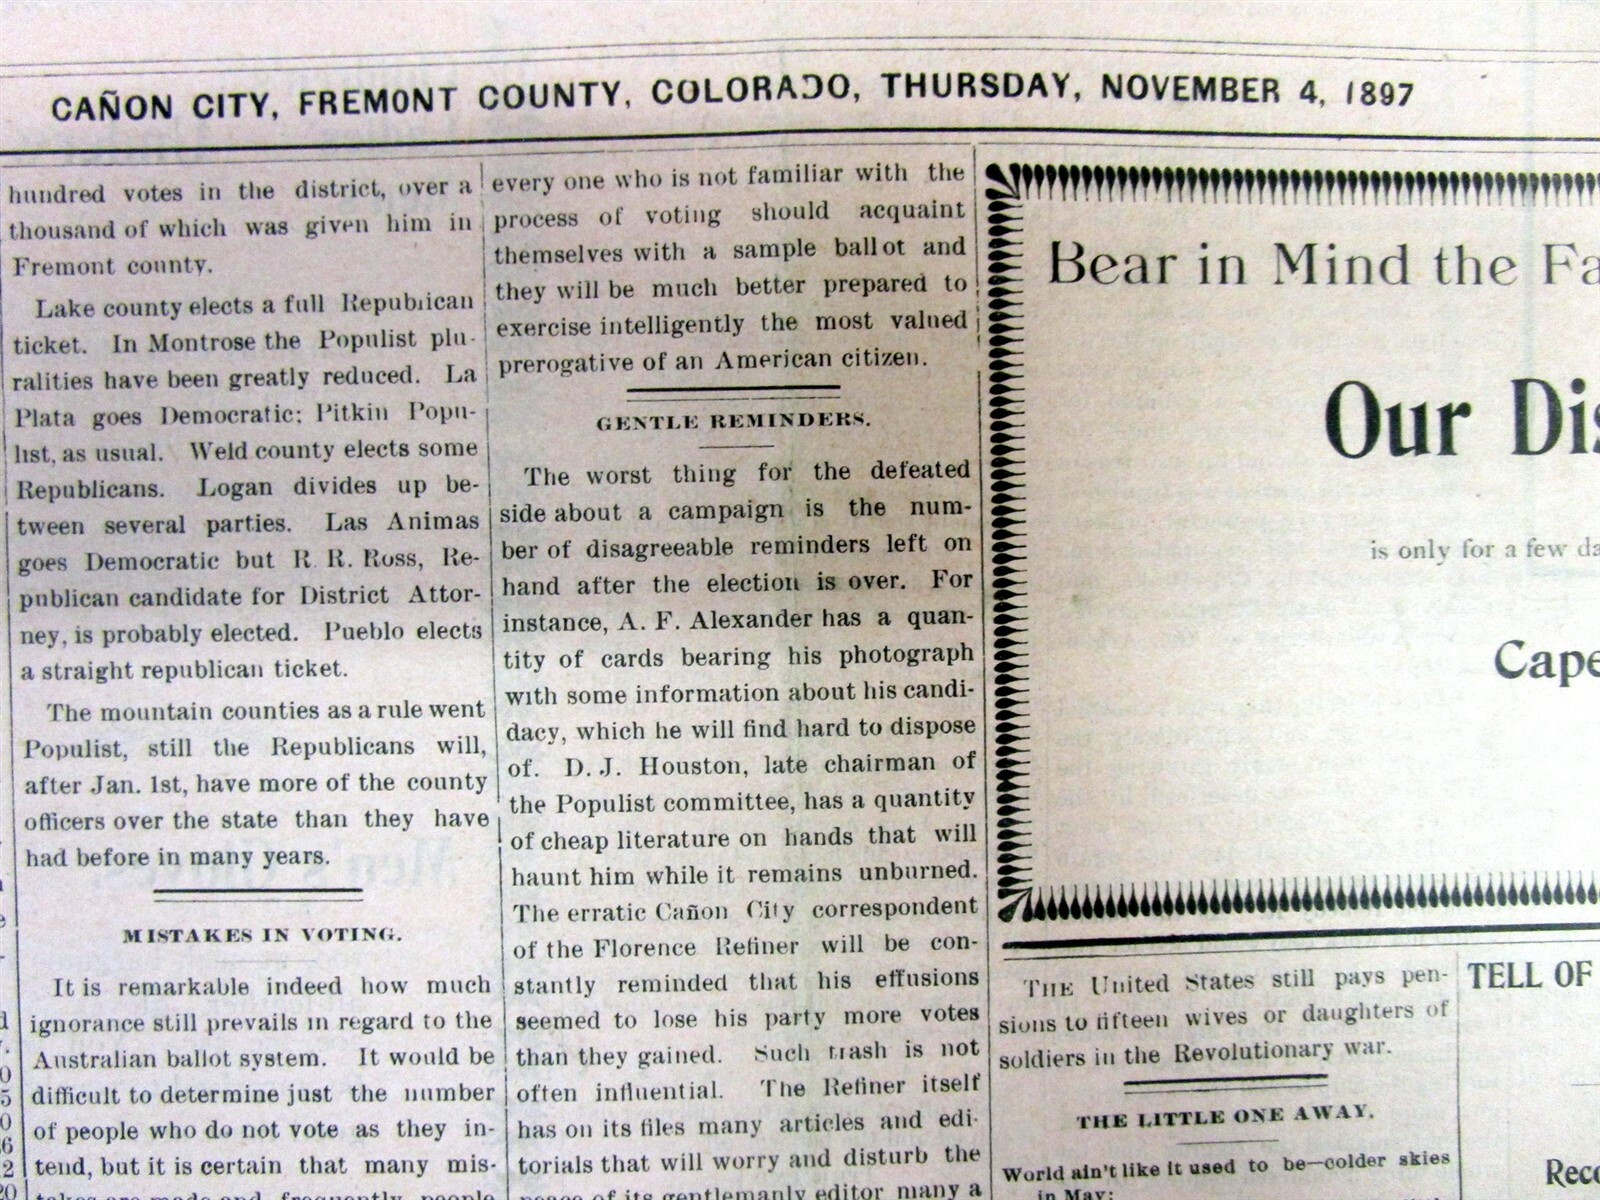 CAÑON CITY, FREMONT COUNTY, COLORADO, THURSDAY, NOVEMBER 4, 1897
hundred votes in the district, over a
thousand of which was given him in
Fremont county.
Lake county elects a full Republican
ticket. In Montrose the Populist plu-
ralities have been greatly reduced. La
Plata goes Democratic; Pitkin Popu-
list, as usual. Weld county elects some
Republicans. Logan divides up be-
tween several parties. Las Animas
goes Democratic but R. R. Ross, Re-
publican candidate for District Attor-
ney, is probably elected. Pueblo elects
a straight republican ticket.
The mountain counties as a rule went
Populist, still the Republicans will,
after Jan. 1st, have more of the county
officers over the state than they have
had before in many years.
MISTAKES IN VOTING.
It is remarkable indeed how much
ignorance still prevails in regard to the
Australian ballot system. It would be
difficult to determine just the number
of people who do not vote as they in-
tend, but it is certain that many mis-
takes are made and frequently people
every one who is not familiar with the
process of voting should acquaint
themselves with a sample ballot and
they will be much better prepared to
exercise intelligently the most valued
prerogative of an American citizen.
GENTLE REMINDERS.
The worst thing for the defeated
side about a campaign is the num-
ber of disagreeable reminders left on
hand after the election is over. For
instance, A. F. Alexander has a quan-
tity of cards bearing his photograph
with some information about his candi-
dacy, which he will find hard to dispose
of. D. J. Houston, late chairman of
the Populist committee, has a quantity
of cheap literature on hands that will
haunt him while it remains unburned.
The erratic Cañon City correspondent
of the Florence Refiner will be con-
stantly reminded that his effusions
seemed to lose his party more votes
than they gained. Such trash is not
often influential. The Refiner itself
has on its files many articles and edi-
torials that will worry and disturb the
peace of its gentlemanly editor many a
Bear in Mind the Fa
Our Dis
is only for a few da
Cape
THE United States still pays pen-
sions to fifteen wives or daughters of
soldiers in the Revolutionary war.
THE LITTLE ONE AWAY.
World ain't like it used to be—colder skies
in May;
TELL OF
Reco